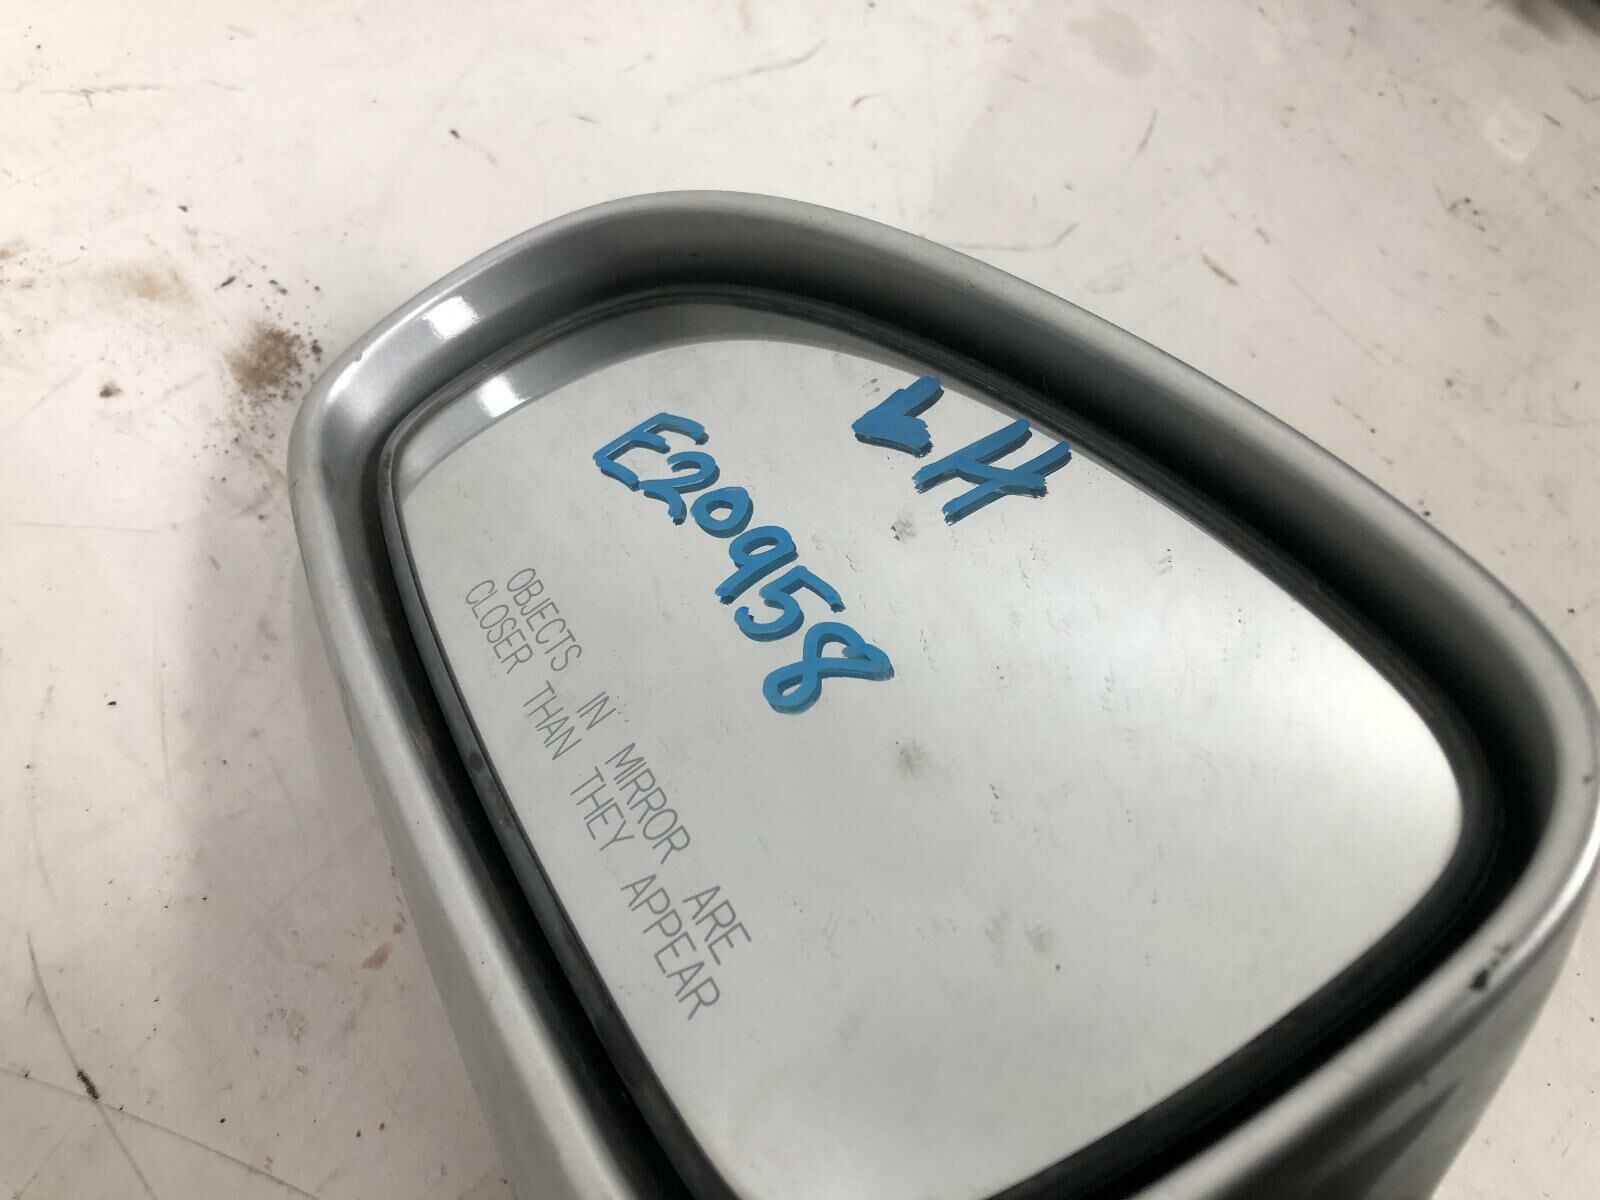 LH
E20958
OBJECTS IN MIRROR ARE
CLOSER THAN THEY APPEAR